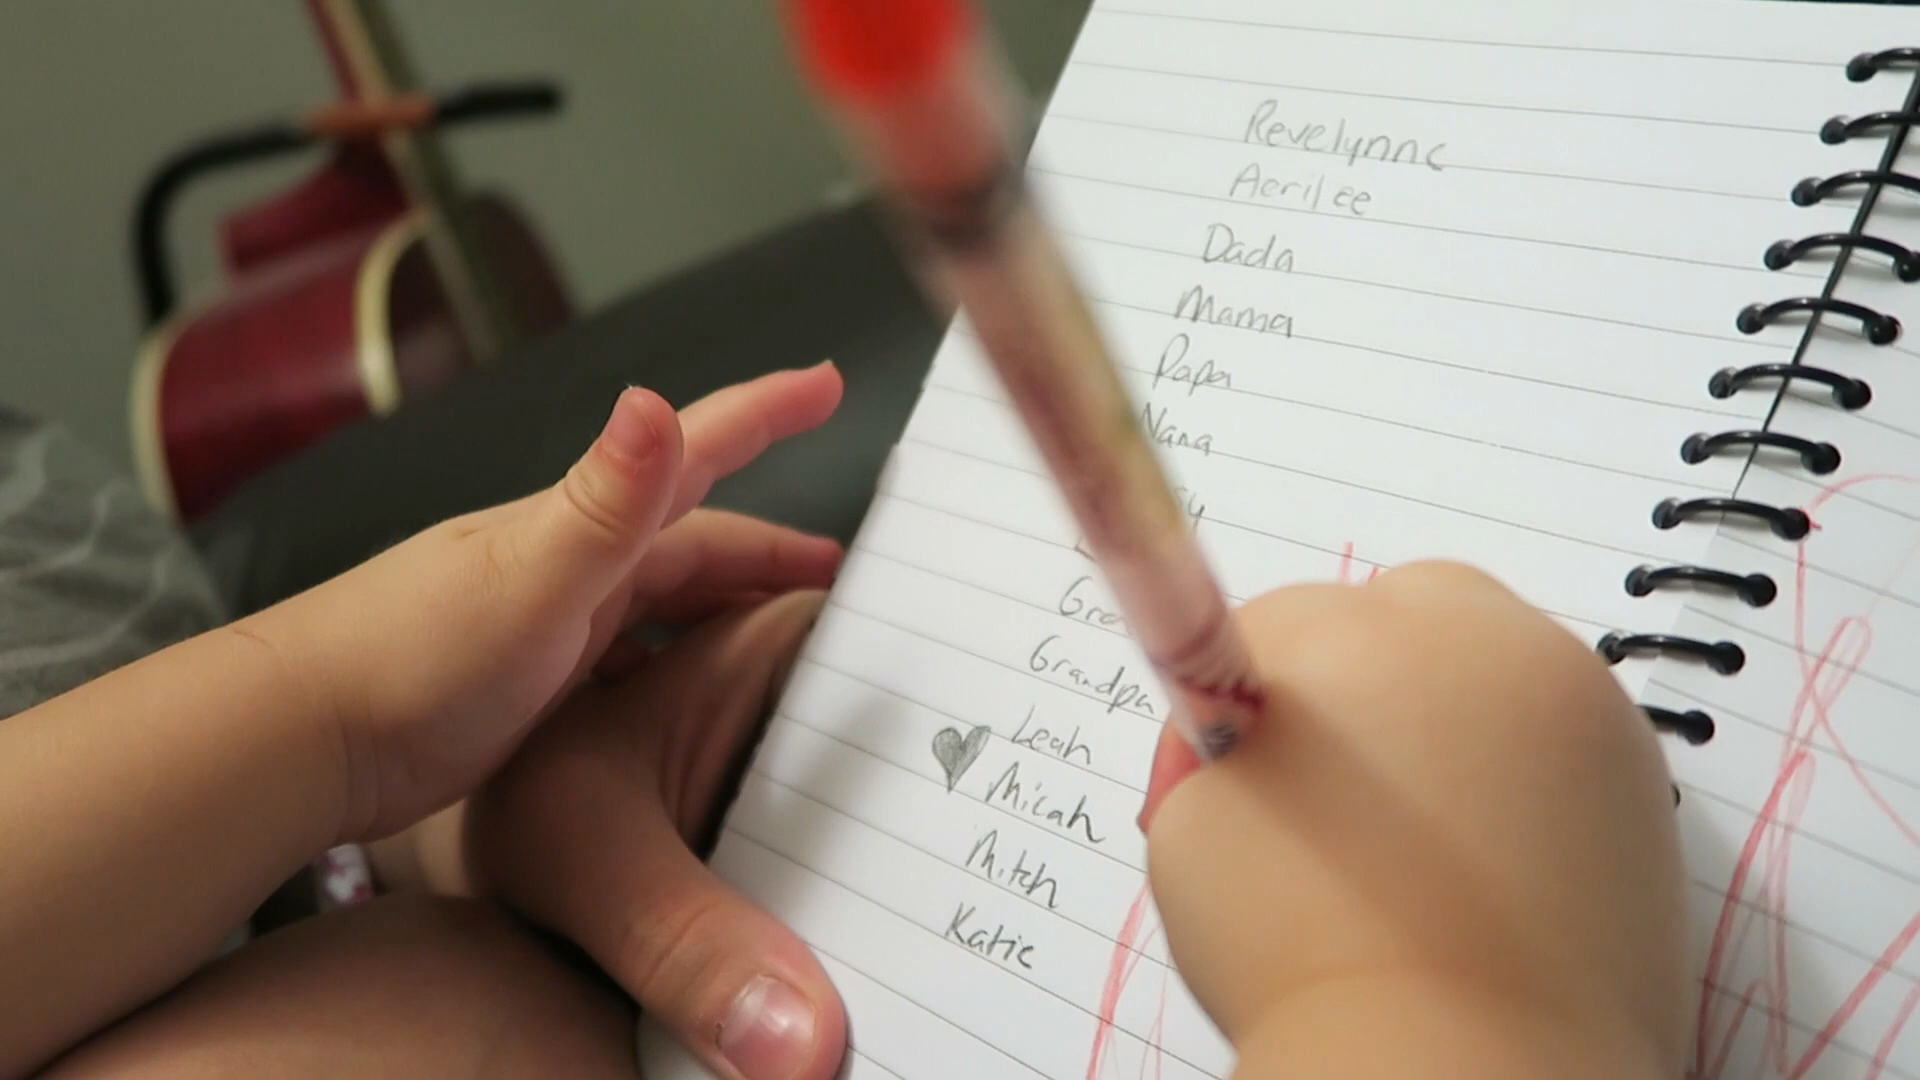 Revelynne
Aerilee
Dada
Mama
Papa
Nana
Grandpa
Leah
Micah
Mitch
Katie